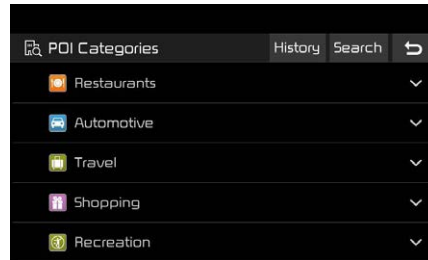 POI Categories History Search
Restaurants
Automotive
Travel
Shopping
Recreation